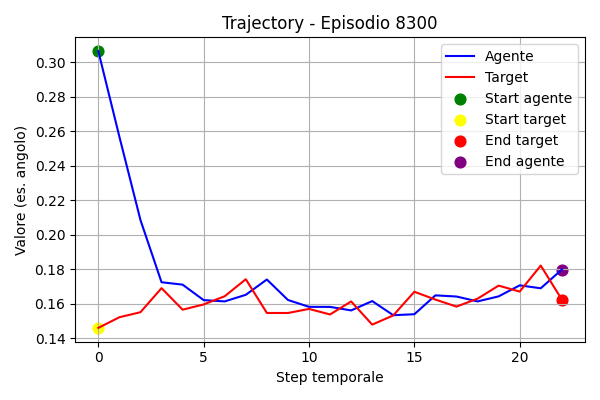 Trajectory - Episodio 8300
Valore (es. angolo)
0.30
0.28
0.26
0.24
0.22
0.20
0.18
0.16
0.14
Agente
Target
Start agente
Start target
End target
End agente
0 5 10 15 20
Step temporale